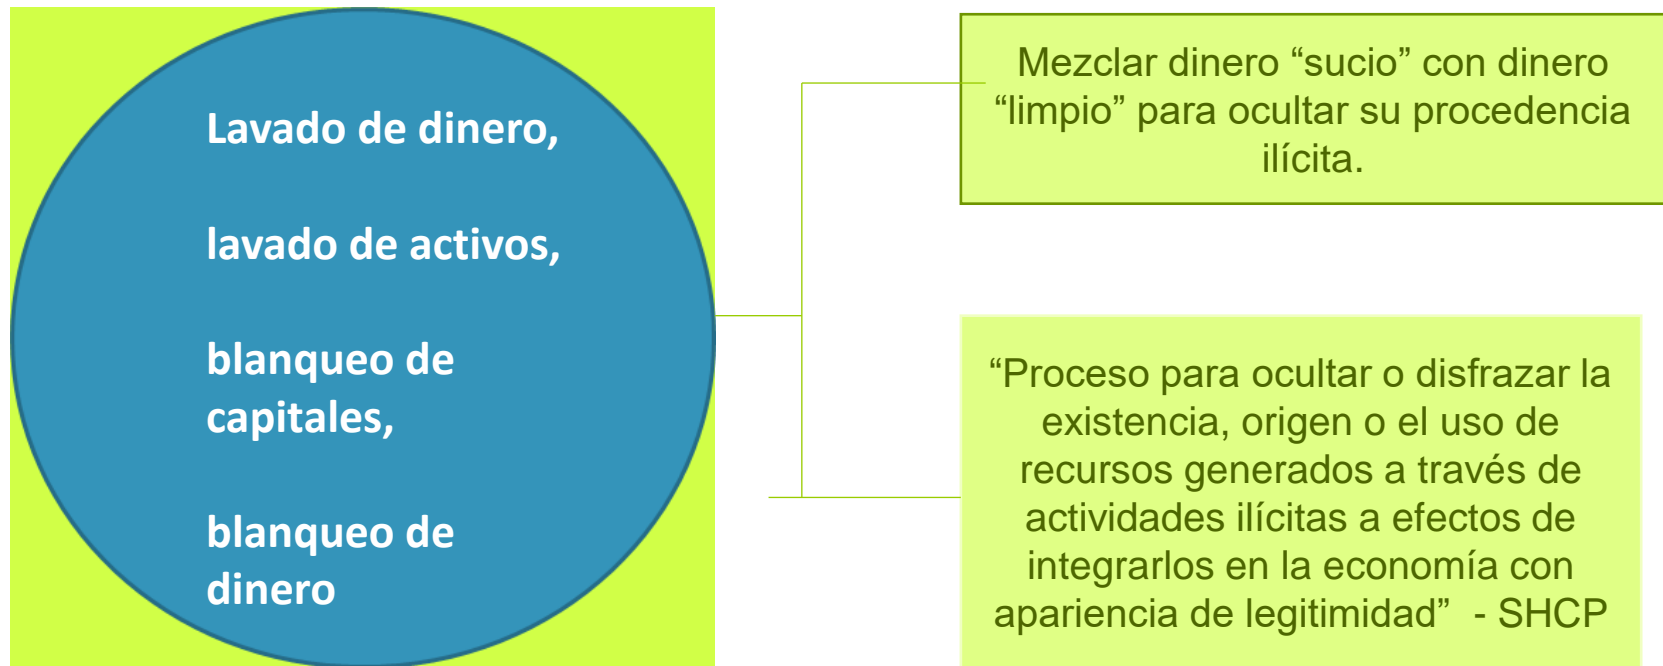 Lavado de dinero,
lavado de activos,
blanqueo de
capitales,
blanqueo de
dinero
Mezclar dinero “sucio” con dinero
“limpio” para ocultar su procedencia
ilícita.
“Proceso para ocultar o disfrazar la
existencia, origen o el uso de
recursos generados a través de
actividades ilícitas a efectos de
integrarlos en la economía con
apariencia de legitimidad”  - SHCP